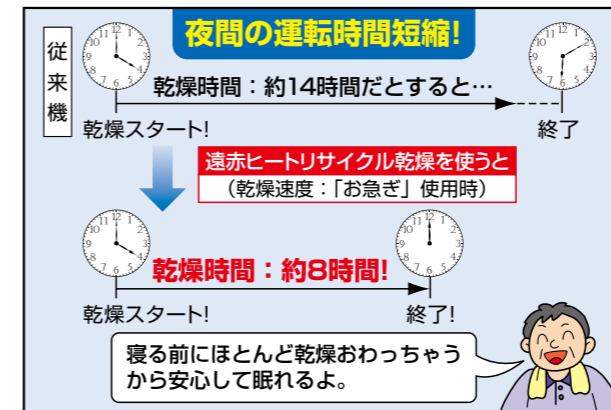 夜間の運転時間短縮!
従来機
乾燥時間：約14時間だとすると…
乾燥スタート!
終了
遠赤ヒートリサイクル乾燥を使うと
（乾燥速度：「お急ぎ」使用時）
乾燥時間：約8時間!
乾燥スタート!
終了!
寝る前にほとんど乾燥おわっちゃう
から安心して眠れるよ。